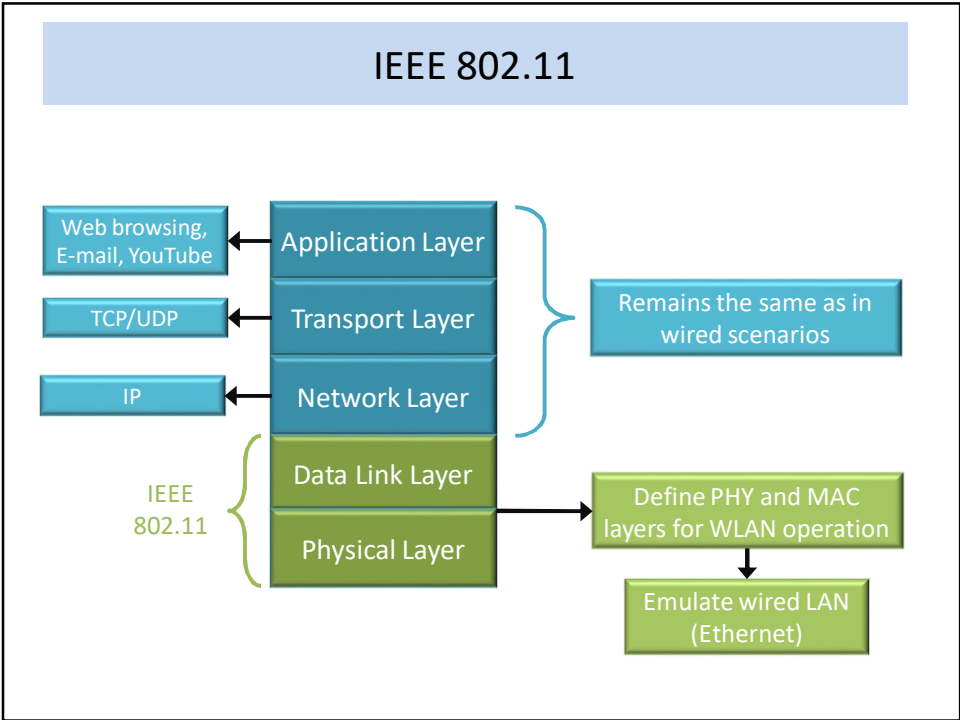 IEEE 802.11
Web browsing,
E-mail, YouTube
Application Layer
TCP/UDP
Transport Layer
Remains the same as in
wired scenarios
IP
Network Layer
IEEE
802.11
Data Link Layer
Physical Layer
Define PHY and MAC
layers for WLAN operation
Emulate wired LAN
(Ethernet)